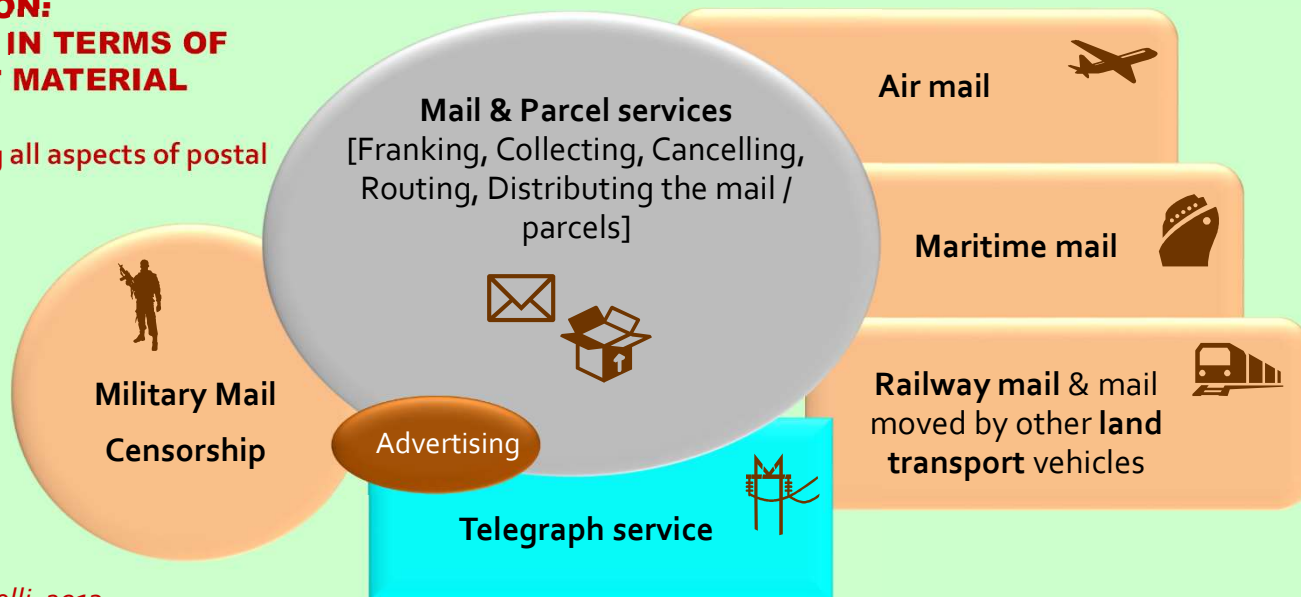 IN TERMS OF
MATERIAL
all aspects of postal
Mail & Parcel services
[Franking, Collecting, Cancelling,
Routing, Distributing the mail /
parcels]
Air mail
Maritime mail
Railway mail & mail
moved by other land
transport vehicles
Military Mail
Censorship
Advertising
Telegraph service